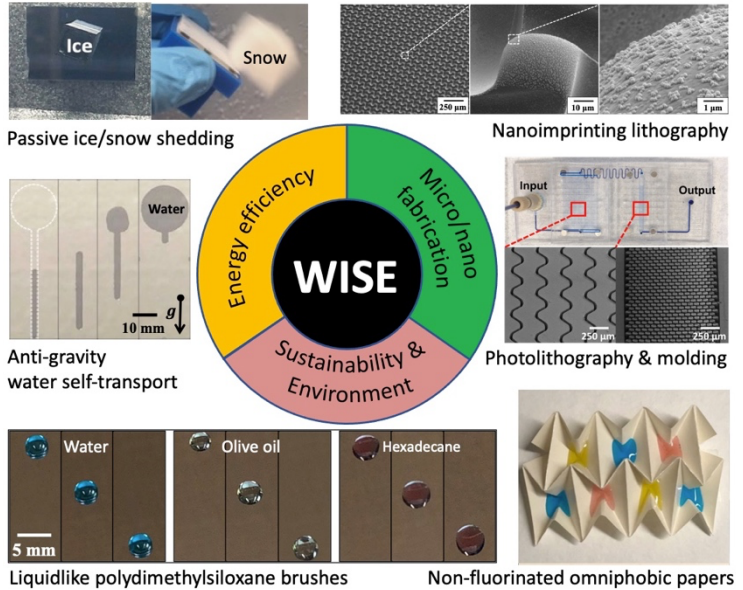 Ice
Snow
Passive ice/snow shedding
250 μm
10 μm
1 μm
Nanoimprinting lithography
Energy efficiency
Micro/nano
fabrication
WISE
Sustainability &
Environment
Input
Output
250 μm
250 μm
Photolithography & molding
Water
10 mm
g
Anti-gravity
water self-transport
Water
Olive oil
Hexadecane
5 mm
Liquidlike polydimethylsiloxane brushes
Non-fluorinated omniphobic papers